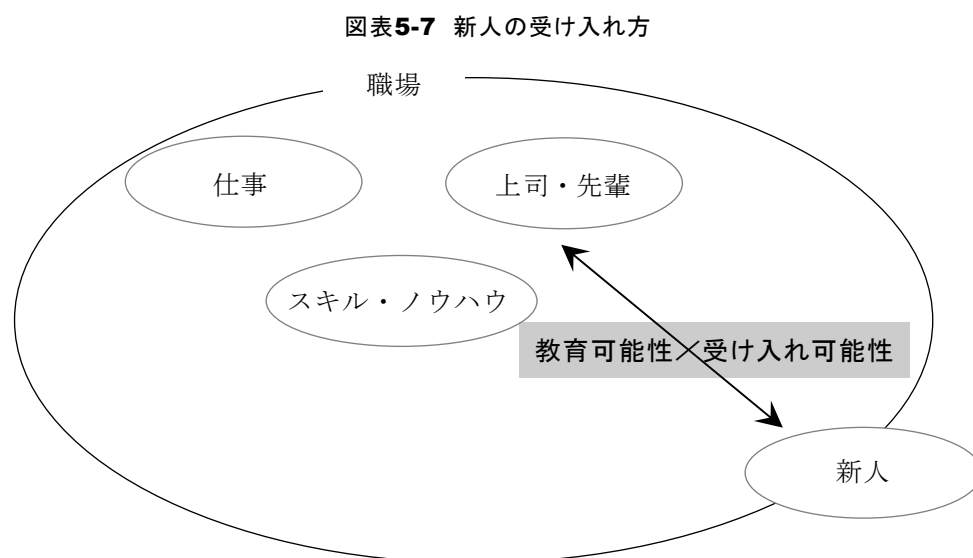 図表5-7 新人の受け入れ方
職場
仕事
上司・先輩
スキル・ノウハウ
教育可能性／受け入れ可能性
新人